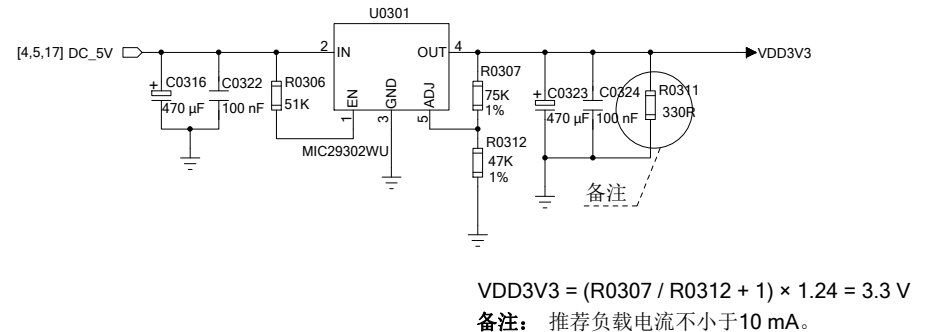 U0301
[4,5,17] DC_5V
2
IN
OUT
4
VDD3V3
C0316
470 µF
C0322
100 nF
R0306
51K
EN
GND
ADJ
1
3
5
MIC29302WU
R0307
75K
1%
R0312
47K
1%
C0323
470 µF
C0324
100 nF
R0311
330R
备注
VDD3V3 = (R0307 / R0312 + 1) × 1.24 = 3.3 V
备注： 推荐负载电流不小于10 mA。